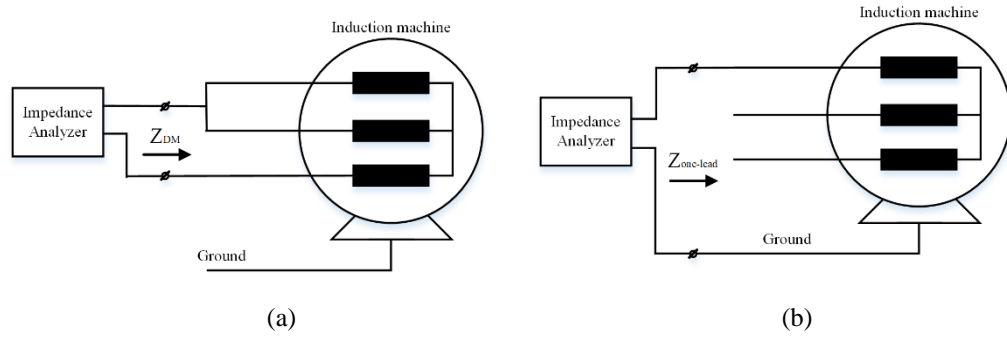 Induction machine
Impedance
Analyzer
ZDM
Ground
(a)
Induction machine
Impedance
Analyzer
Zone-lead
Ground
(b)